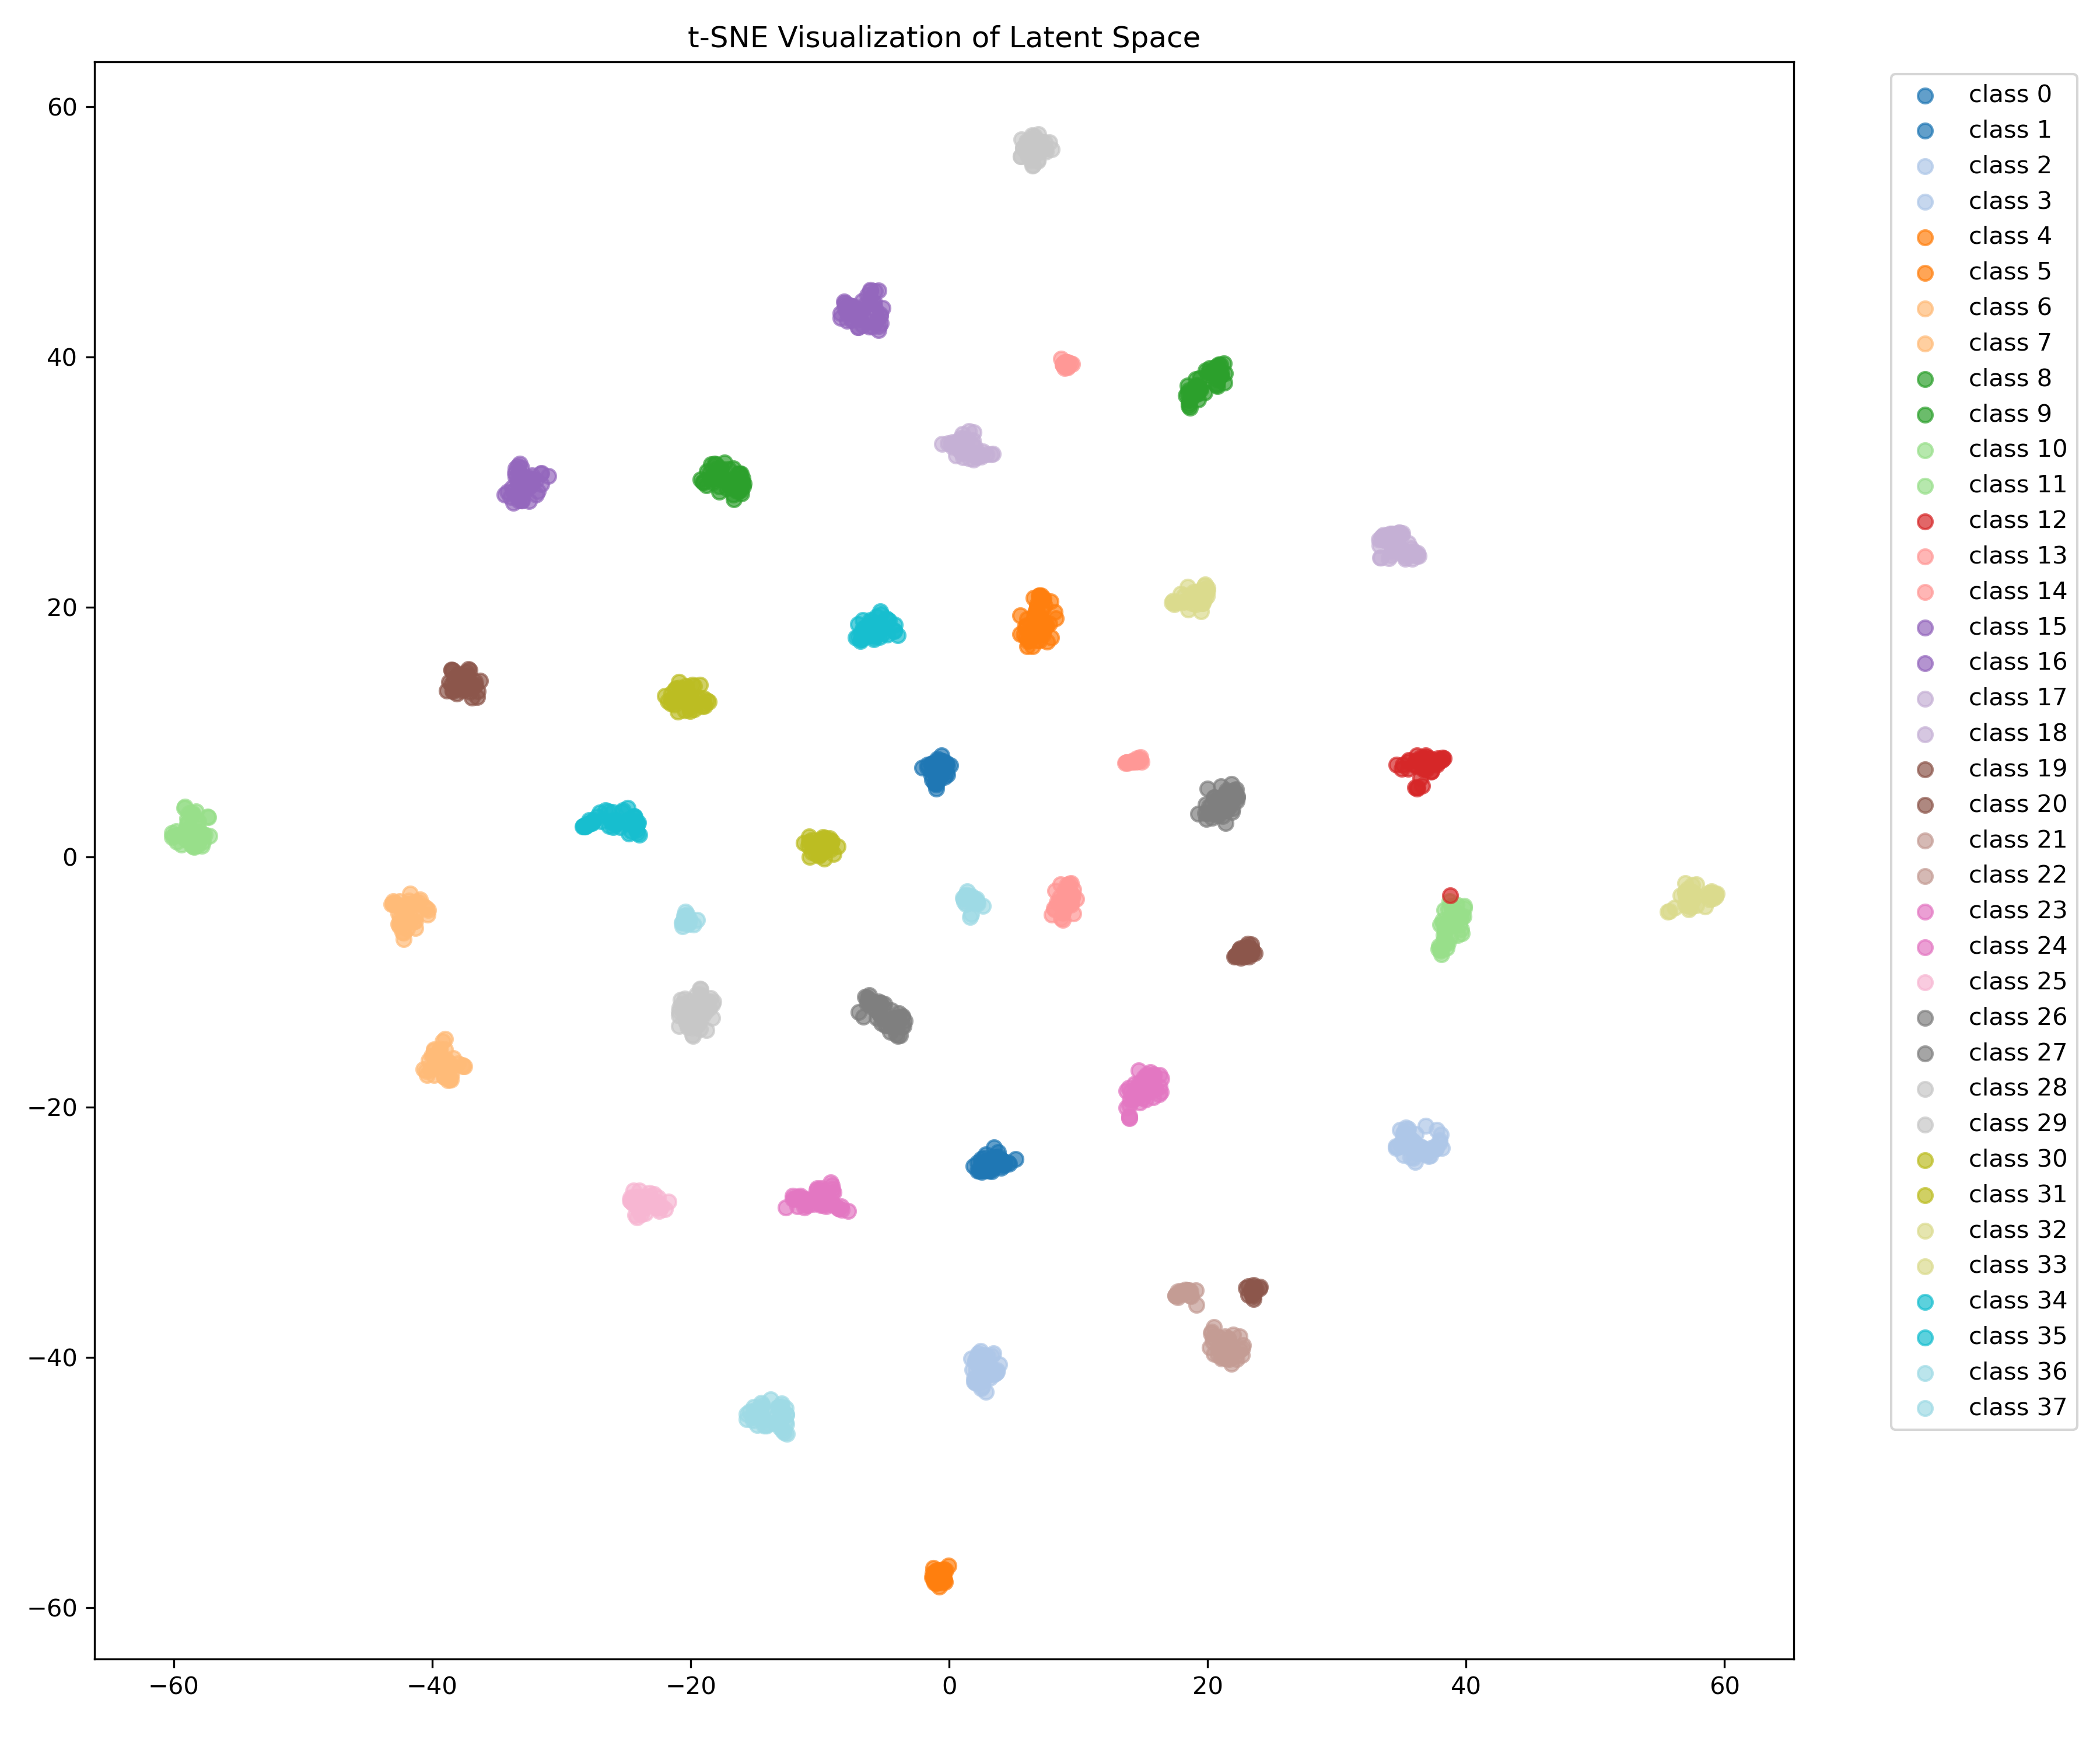 t-SNE Visualization of Latent Space
60
40
20
0
−20
−40
−60
−60
−40
−20
0
20
40
60
class 0
class 1
class 2
class 3
class 4
class 5
class 6
class 7
class 8
class 9
class 10
class 11
class 12
class 13
class 14
class 15
class 16
class 17
class 18
class 19
class 20
class 21
class 22
class 23
class 24
class 25
class 26
class 27
class 28
class 29
class 30
class 31
class 32
class 33
class 34
class 35
class 36
class 37